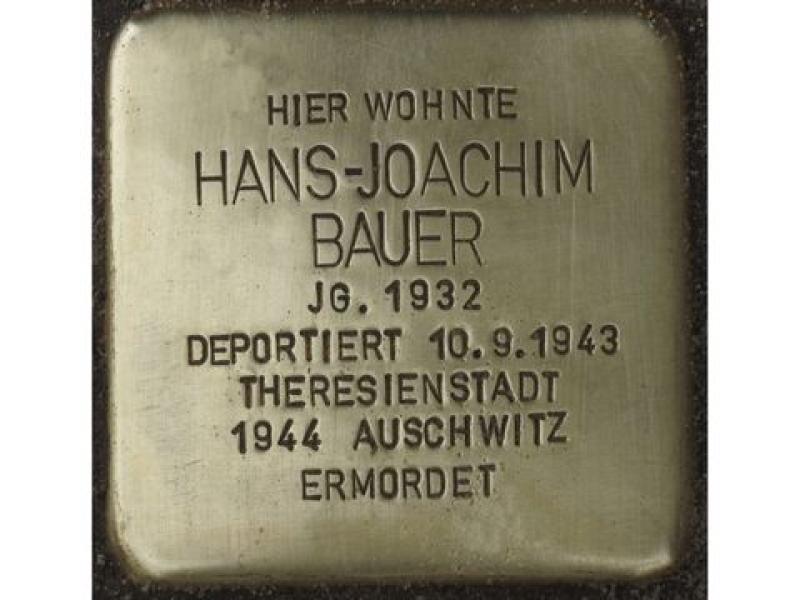 HIER WOHNTE
HANS-JOACHIM
BAUER
JG. 1932
DEPORTIERT 10.9.1943
THERESIENSTADT
1944 AUSCHWITZ
ERMORDET